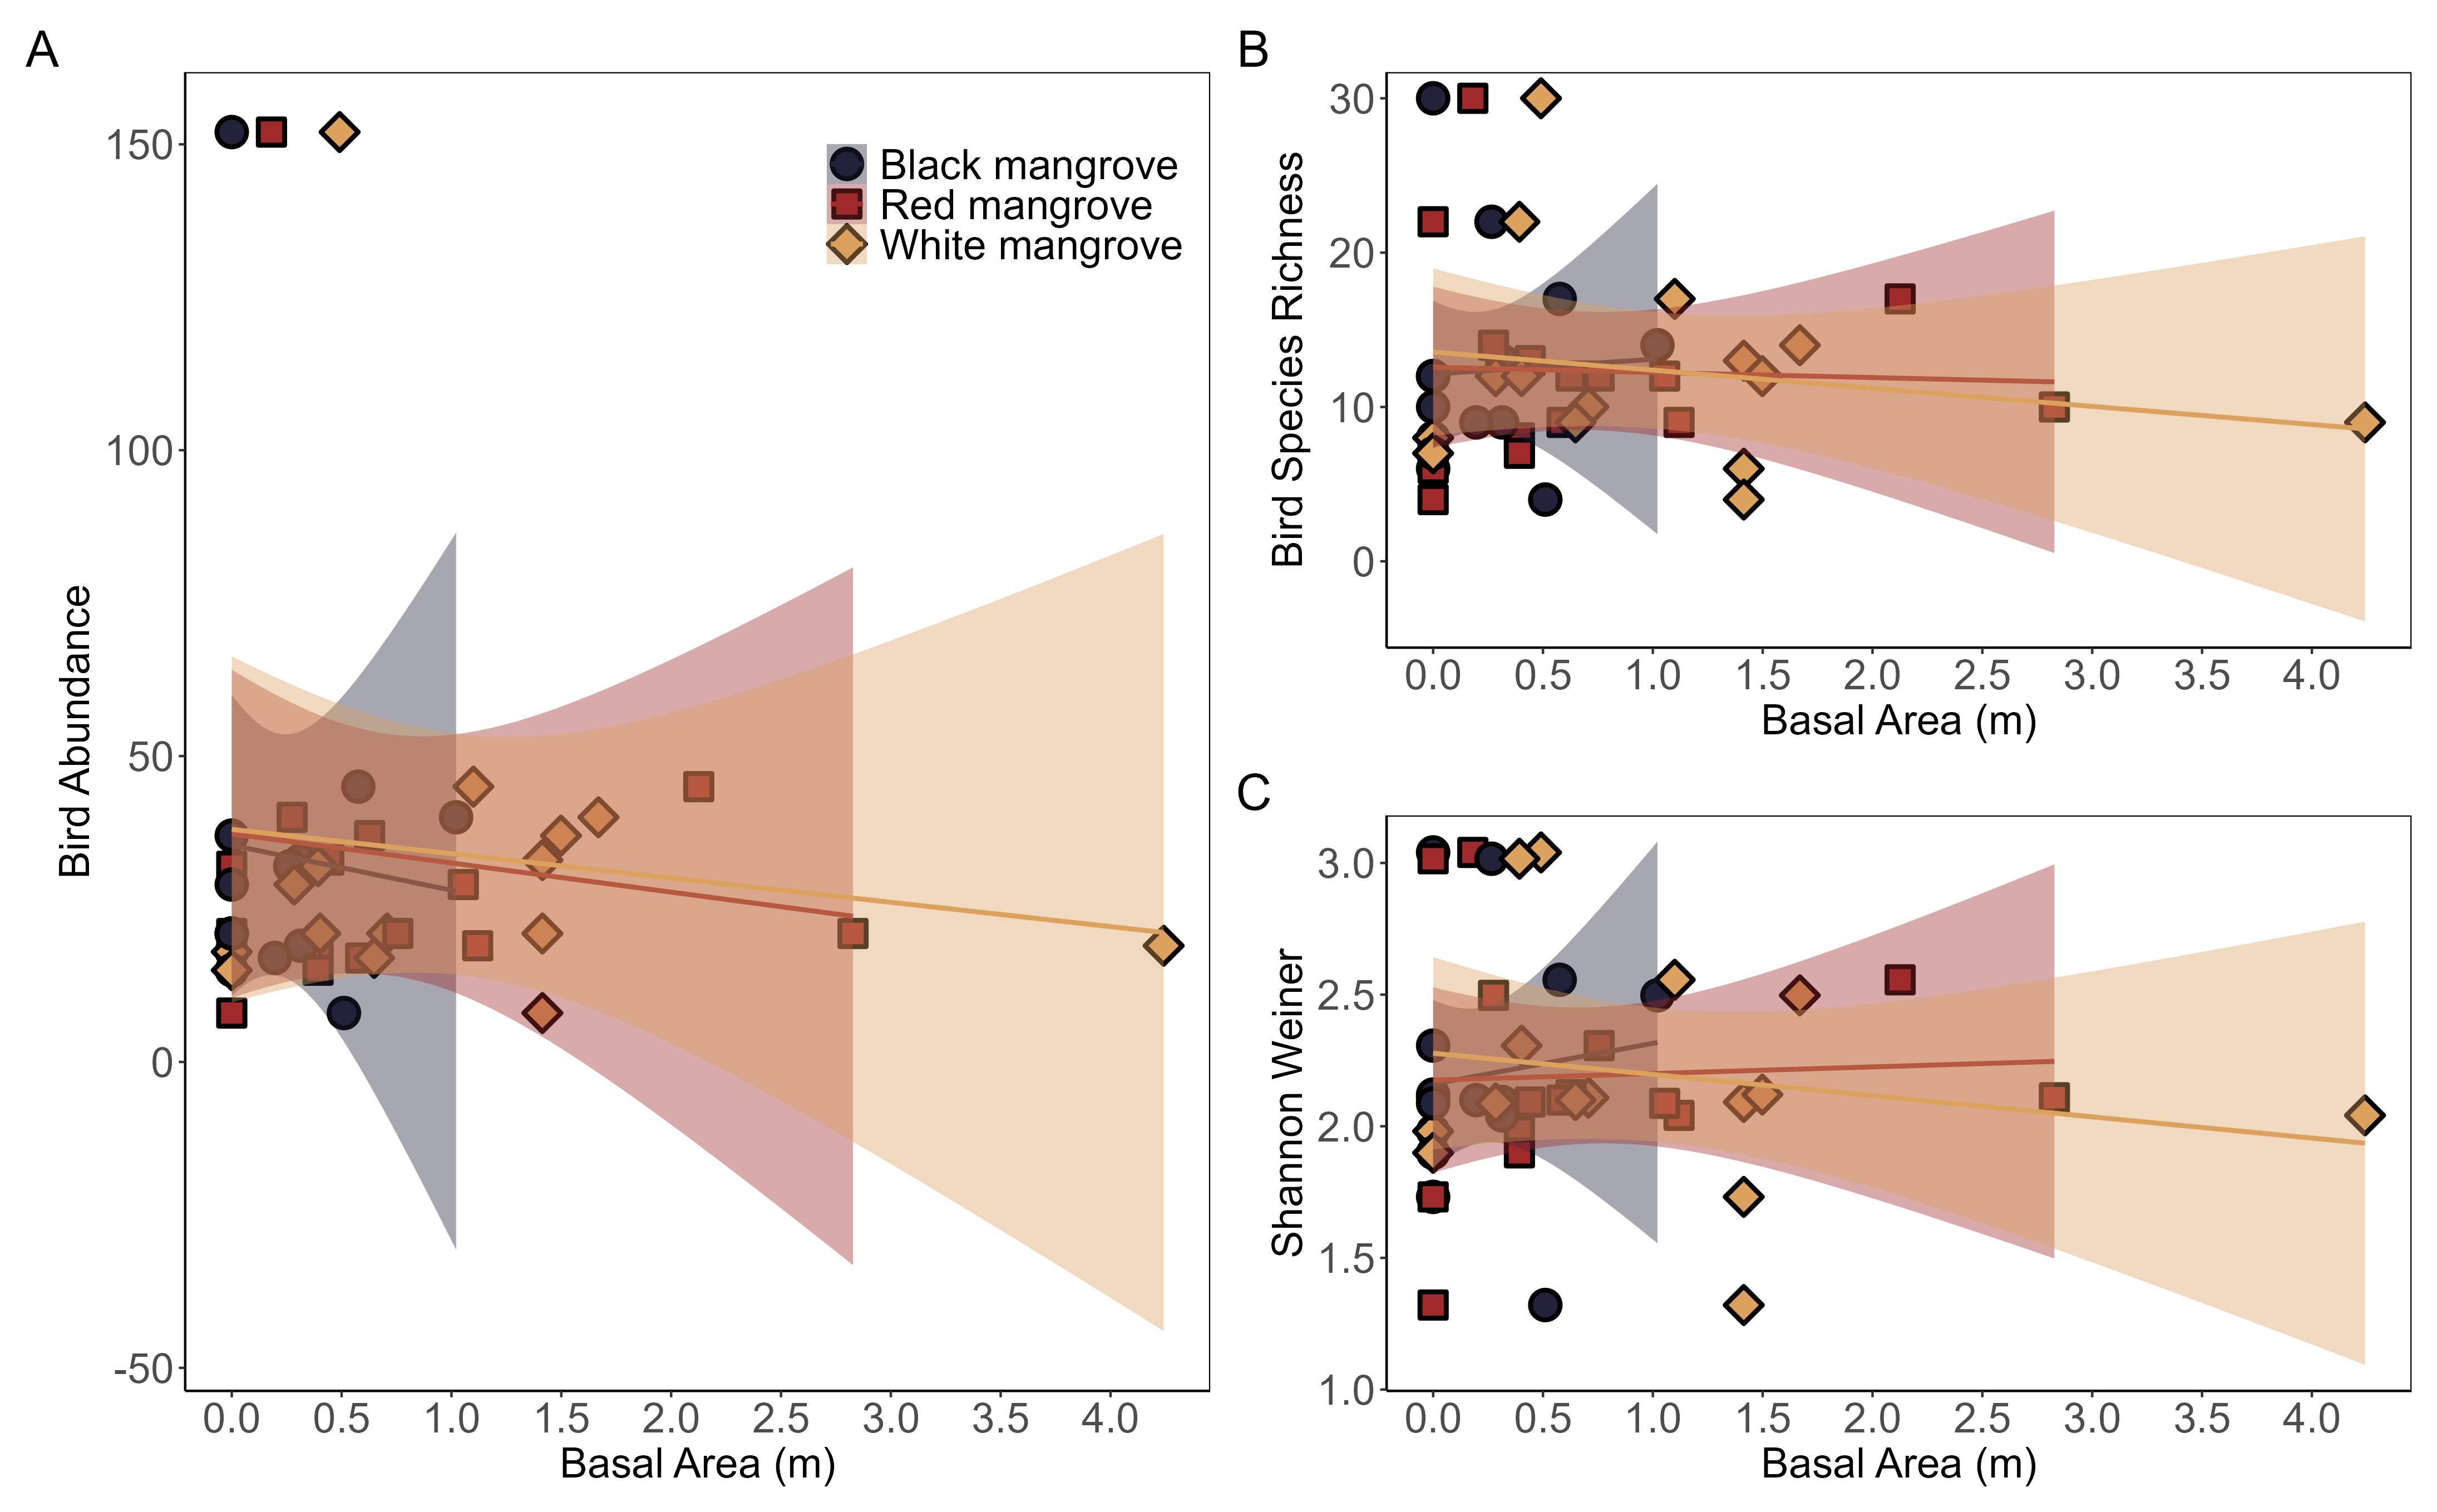 A
150
100
50
0
-50
Bird Abundance
Black mangrove
Red mangrove
White mangrove
0.0 0.5 1.0 1.5 2.0 2.5 3.0 3.5 4.0
Basal Area (m)
B
30
20
10
0
Bird Species Richness
0.0 0.5 1.0 1.5 2.0 2.5 3.0 3.5 4.0
Basal Area (m)
C
3.0
2.5
2.0
1.5
1.0
Shannon Weiner
0.0 0.5 1.0 1.5 2.0 2.5 3.0 3.5 4.0
Basal Area (m)